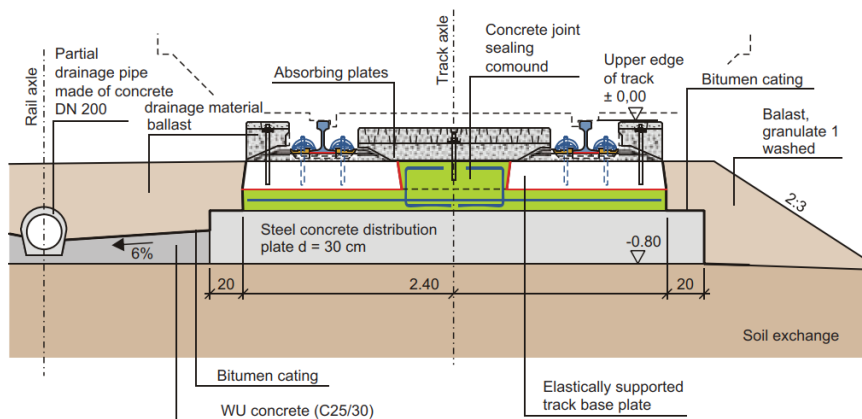 Rail axle
Partial
drainage pipe
made of concrete
DN 200
drainage material
ballast
Absorbing plates
Track axle
Concrete joint
sealing
comound
Upper edge
of track
± 0,00
Bitumen cating
Balast,
granulate 1
washed
2:3
6%
Steel concrete distribution
plate d = 30 cm
-0.80
20
2.40
20
Soil exchange
Bitumen cating
WU concrete (C25/30)
Elastically supported
track base plate